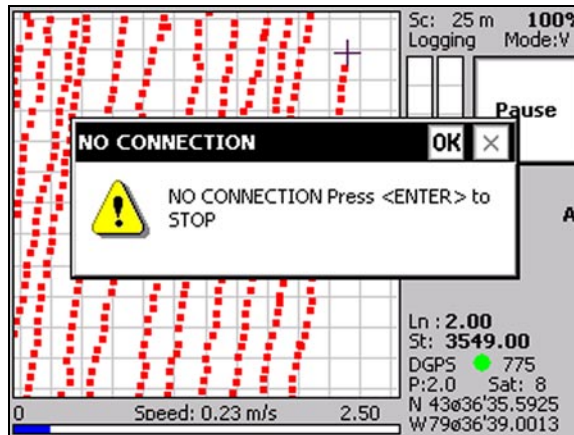 Sc: 25 m 100%
Logging Mode:V
Pause
NO CONNECTION OK
NO CONNECTION Press <ENTER> to
STOP
A
Ln : 2.00
St: 3549.00
DGPS 775
P:2.0 Sat: 8
N 43ø36'35.5925
W79ø36'39.0013
0 Speed: 0.23 m/s 2.50